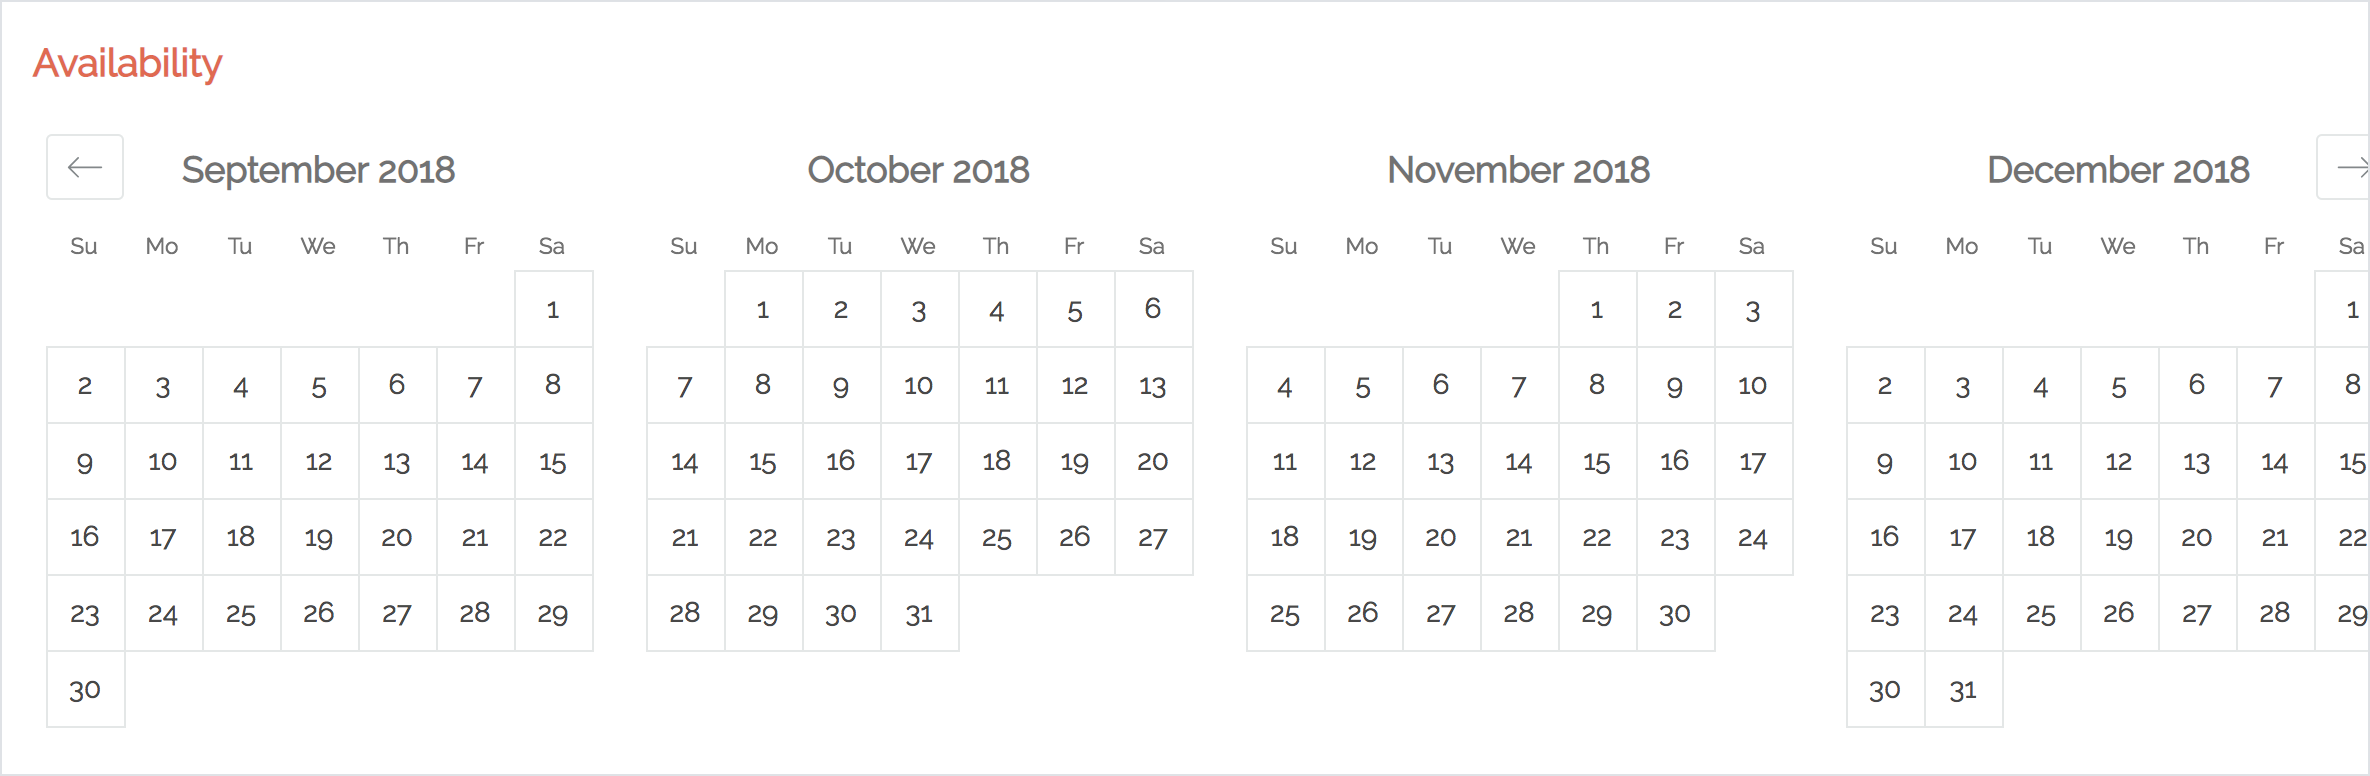 Availability
September 2018
Su Mo Tu We Th Fr Sa
1
2 3 4 5 6 7 8
9 10 11 12 13 14 15
16 17 18 19 20 21 22
23 24 25 26 27 28 29
30
October 2018
Su Mo Tu We Th Fr Sa
1 2 3 4 5 6
7 8 9 10 11 12 13
14 15 16 17 18 19 20
21 22 23 24 25 26 27
28 29 30 31
November 2018
Su Mo Tu We Th Fr Sa
1 2 3
4 5 6 7 8 9 10
11 12 13 14 15 16 17
18 19 20 21 22 23 24
25 26 27 28 29 30
December 2018
Su Mo Tu We Th Fr Sa
1
2 3 4 5 6 7 8
9 10 11 12 13 14 15
16 17 18 19 20 21 22
23 24 25 26 27 28 29
30 31